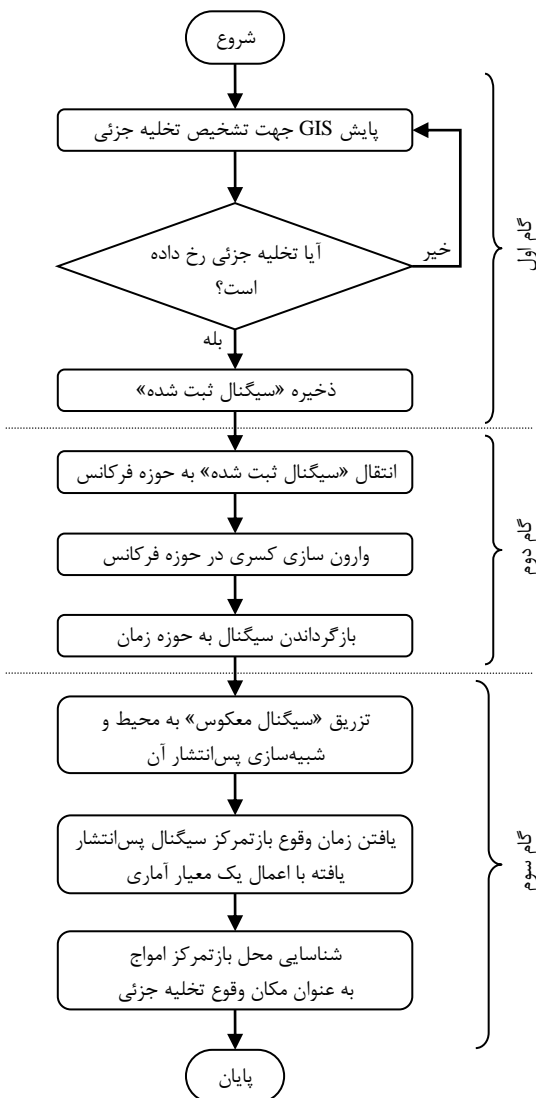 شروع
پایش GIS جهت تشخیص تخلیه جزئی
آیا تخلیه جزئی رخ داده
است؟
خیر
بله
ذخیره «سیگنال ثبت شده»
گام اول
انتقال «سیگنال ثبت شده» به حوزه فرکانس
وارون سازی کسری در حوزه فرکانس
بازگرداندن سیگنال به حوزه زمان
گام دوم
تزریق «سیگنال معکوس» به محیط و
شبیه‌سازی پس‌انتشار آن
یافتن زمان وقوع بازتمرکز سیگنال پس‌انتشار
یافته با اعمال یک معیار آماری
شناسایی محل بازتمرکز امواج
به عنوان مکان وقوع تخلیه جزئی
گام سوم
پایان